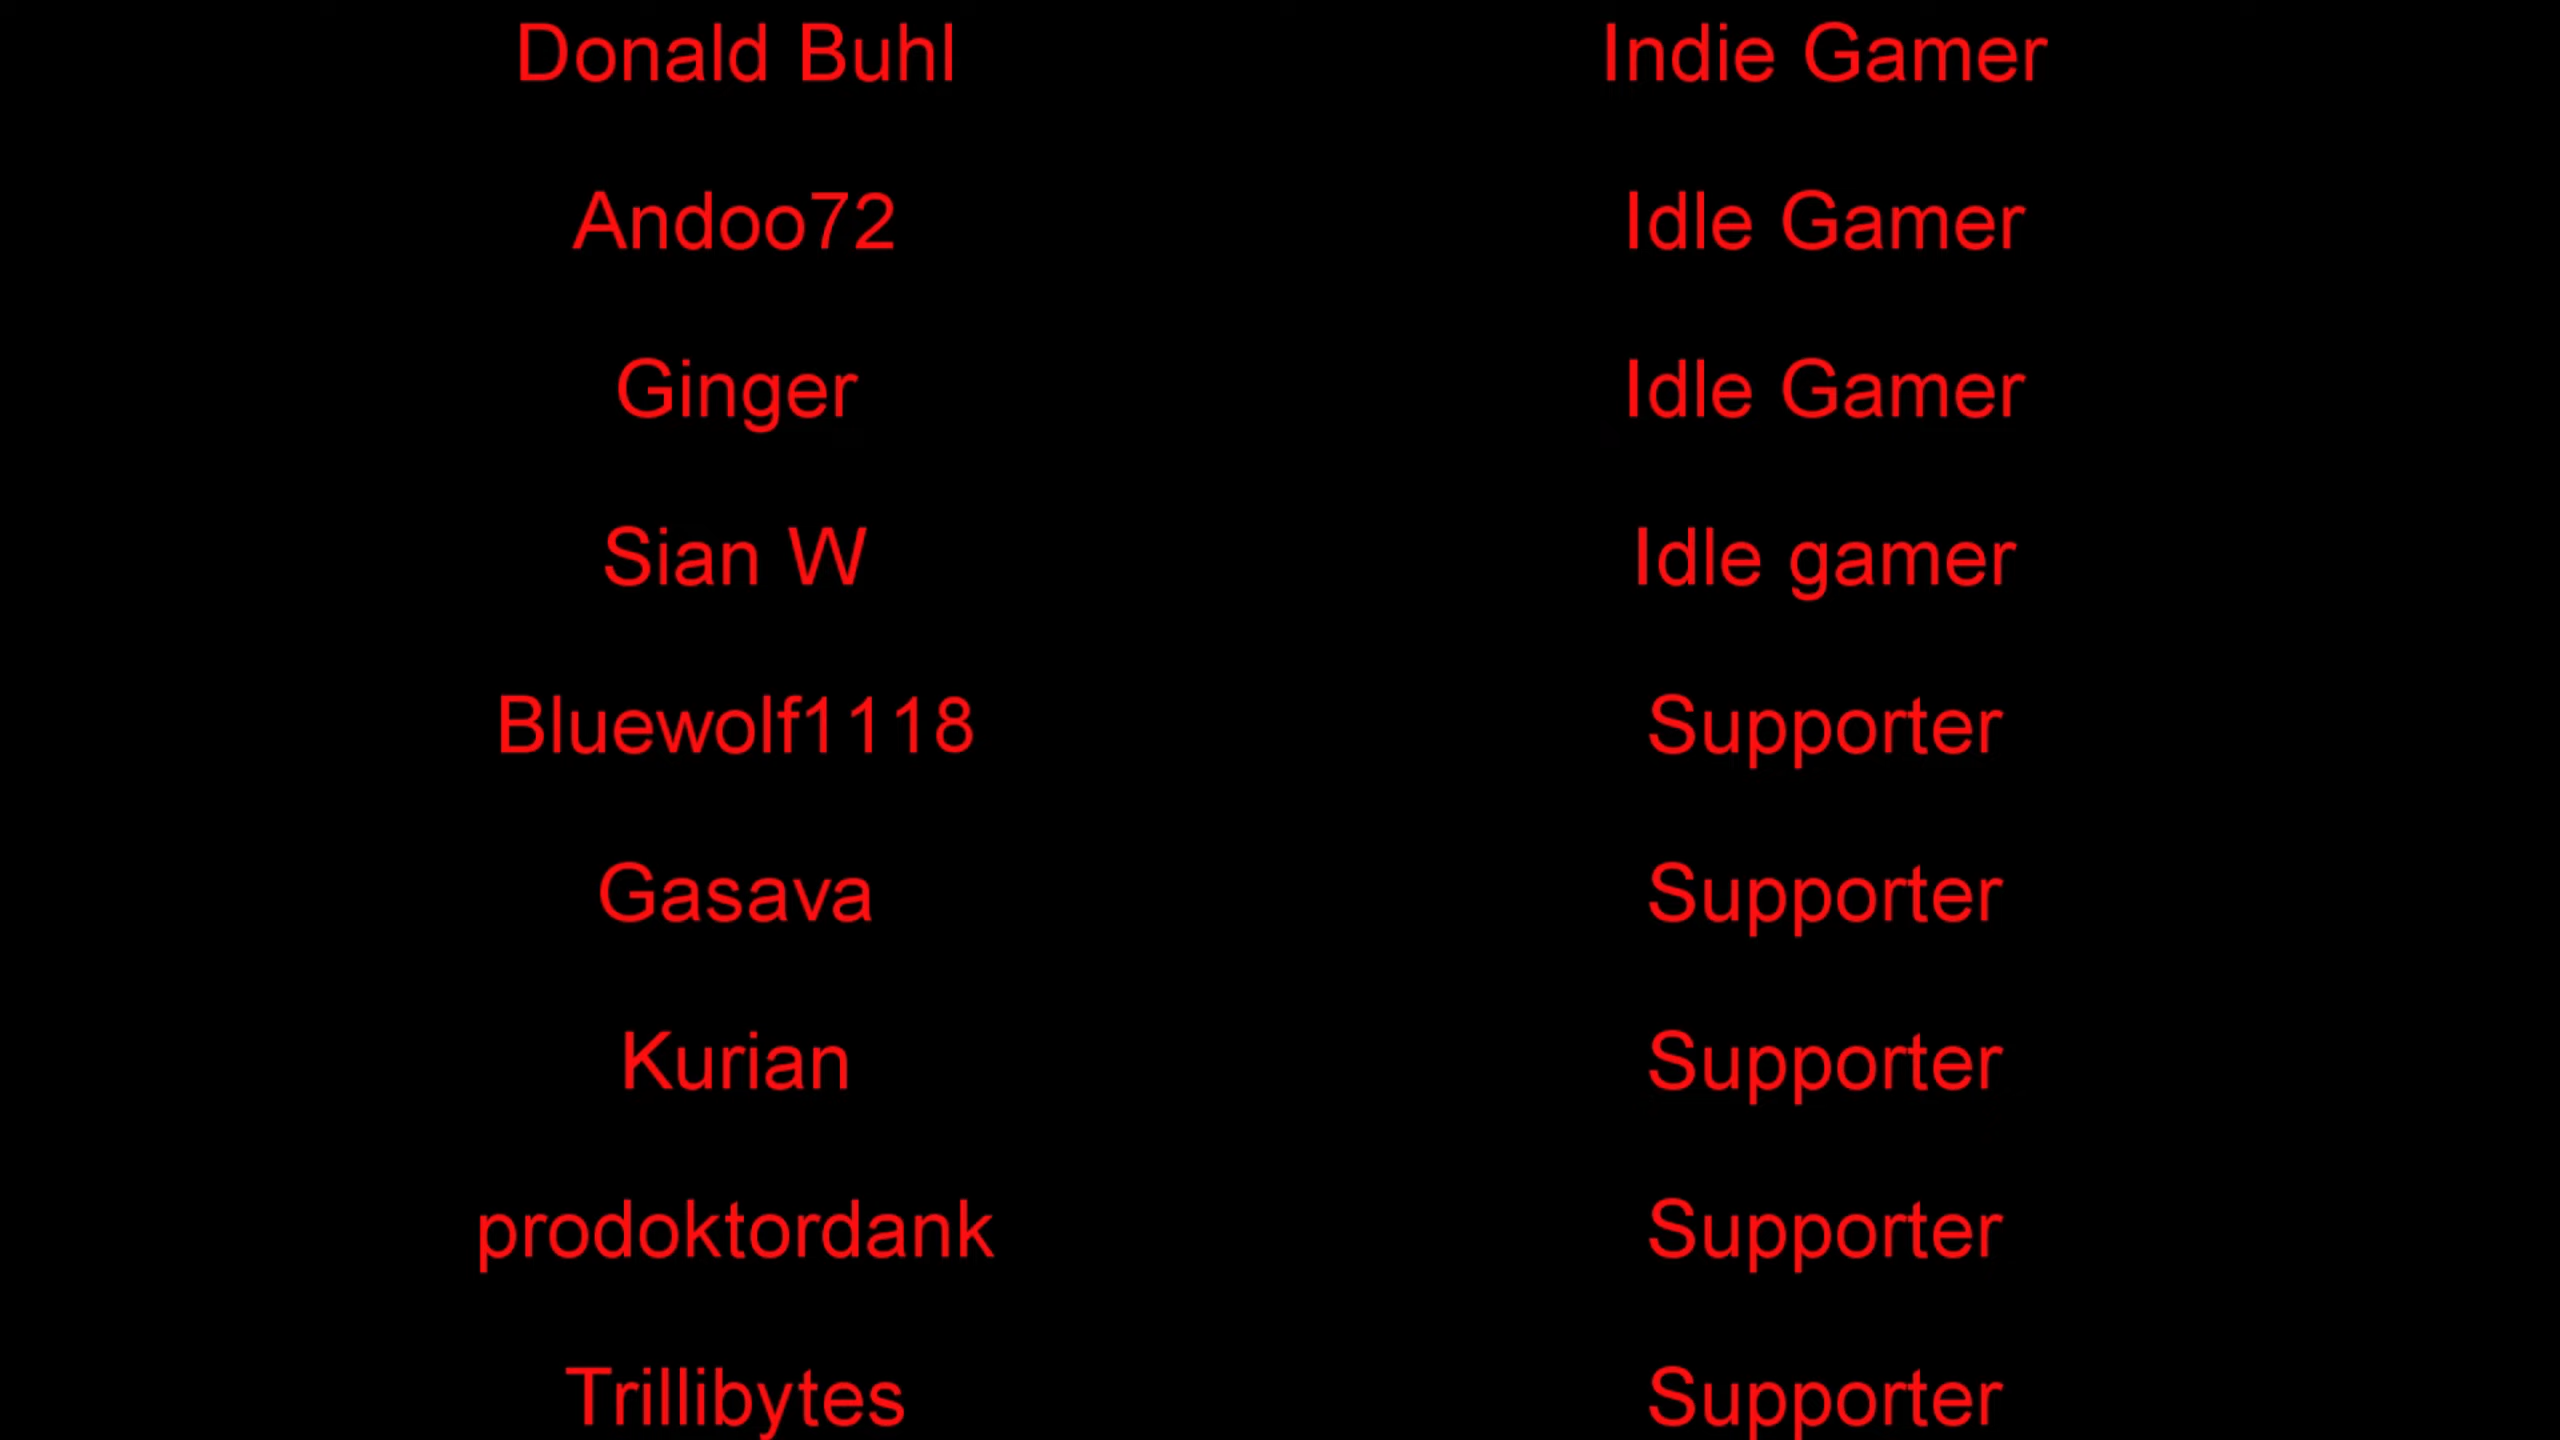 Donald Buhl Indie Gamer
Andoo72 Idle Gamer
Ginger Idle Gamer
Sian W Idle gamer
Bluewolf1118 Supporter
Gasava Supporter
Kurian Supporter
prodoktordank Supporter
Trillibytes Supporter